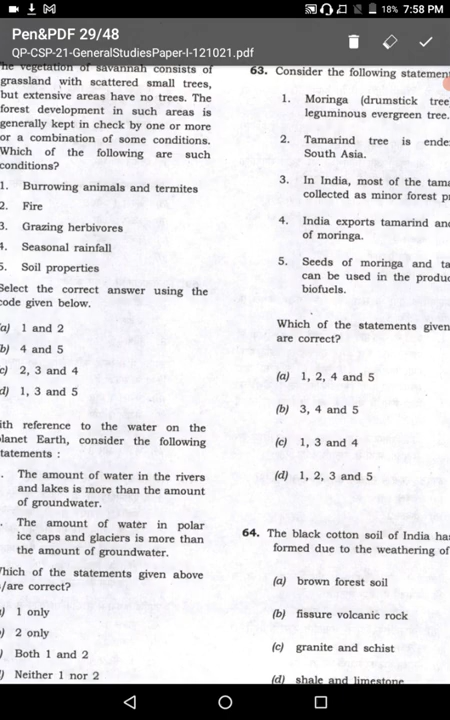 18% 7:58 PM
Pen&PDF 29/48
QP-CSP-21-GeneralStudiesPaper-I-121021.pdf
The vegetation of savannah consists of
grassland with scattered small trees,
but extensive areas have no trees. The
forest development in such areas is
generally kept in check by one or more
or a combination of some conditions.
Which of the following are such
conditions?
1. Burrowing animals and termites
2. Fire
3. Grazing herbivores
4. Seasonal rainfall
5. Soil properties
Select the correct answer using the
code given below.
(a) 1 and 2
(b) 4 and 5
(c) 2, 3 and 4
(d) 1, 3 and 5
ith reference to the water on the
planet Earth, consider the following
statements :
. The amount of water in the rivers
and lakes is more than the amount
of groundwater.
. The amount of water in polar
ice caps and glaciers is more than
the amount of groundwater.
Which of the statements given above
s/are correct?
) 1 only
) 2 only
) Both 1 and 2
) Neither 1 nor 2
63. Consider the following statement
1. Moringa (drumstick tree
leguminous evergreen tree.
2. Tamarind tree is ende
South Asia.
3. In India, most of the tama
collected as minor forest p
4. India exports tamarind an
of moringa.
5. Seeds of moringa and ta
can be used in the produc
biofuels.
Which of the statements given
are correct?
(a) 1, 2, 4 and 5
(b) 3, 4 and 5
(c) 1, 3 and 4
(d) 1, 2, 3 and 5
64. The black cotton soil of India ha
formed due to the weathering of
(a) brown forest soil
(b) fissure volcanic rock
(c) granite and schist
(d) shale and limestone